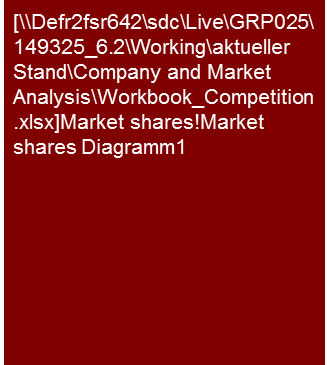 [\\Defr2fsr642\sdc\Live\GRP025\
149325_6.2\Working\aktueller
Stand\Company and Market
Analysis\Workbook_Competition
.xlsx]Market shares!Market
shares Diagramm1